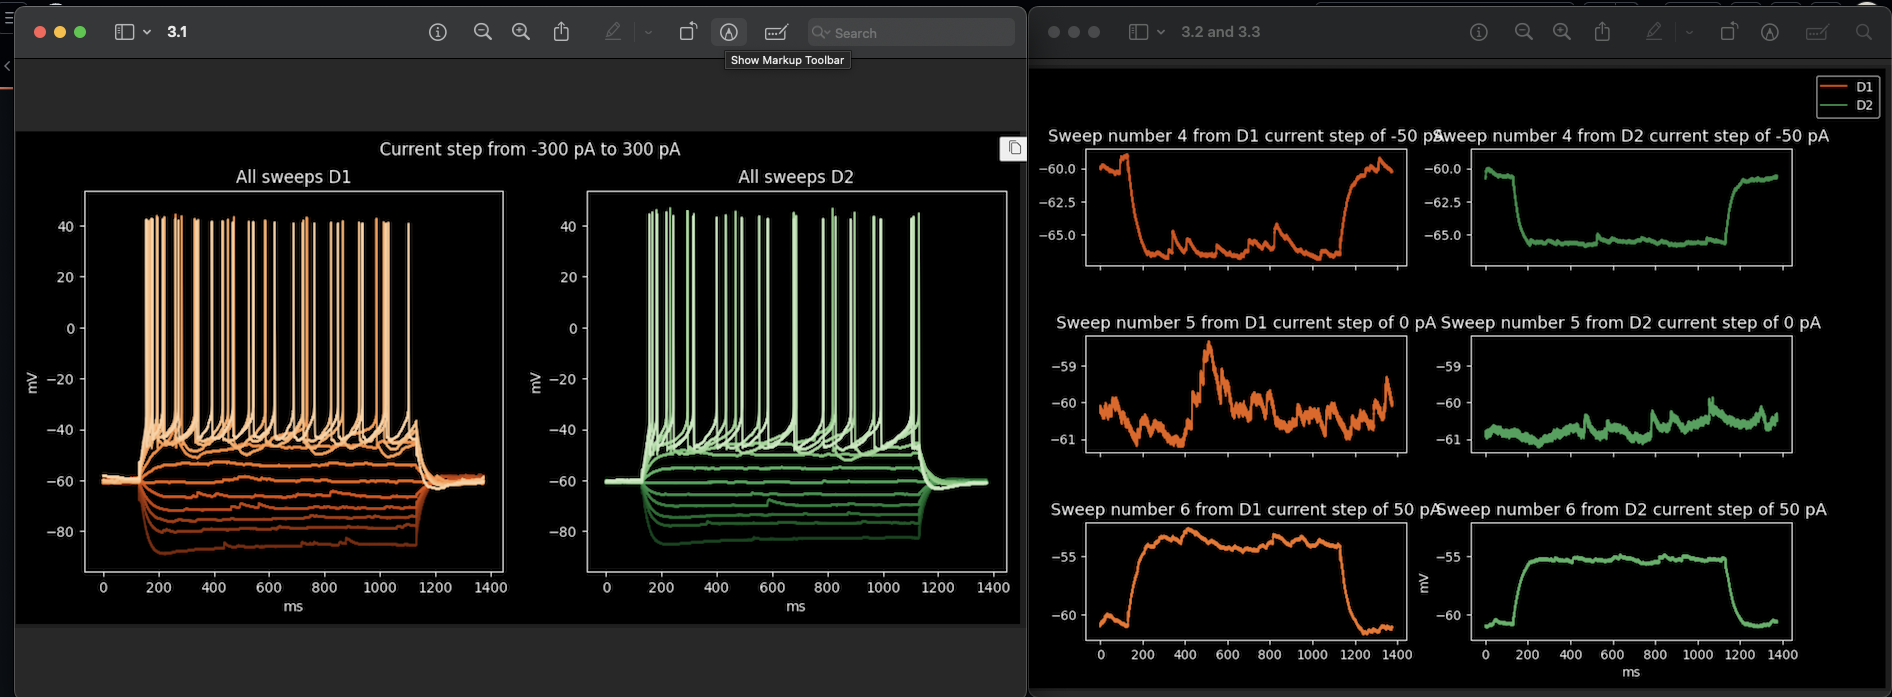 3.1
Search
Show Markup Toolbar
Current step from -300 pA to 300 pA
All sweeps D1
All sweeps D2
40
20
0
−20
−40
−60
−80
mV
0 200 400 600 800 1000 1200 1400
ms
40
20
0
−20
−40
−60
−80
mV
0 200 400 600 800 1000 1200 1400
ms
3.2 and 3.3
D1
D2
Sweep number 4 from D1 current step of -50 pA
Sweep number 4 from D2 current step of -50 pA
−60.0
−62.5
−65.0
−60.0
−62.5
−65.0
Sweep number 5 from D1 current step of 0 pA
Sweep number 5 from D2 current step of 0 pA
−59
−60
−61
−59
−60
−61
Sweep number 6 from D1 current step of 50 pA
Sweep number 6 from D2 current step of 50 pA
−55
−60
0 200 400 600 800 1000 1200 1400
mV
−55
−60
0 200 400 600 800 1000 1200 1400
ms